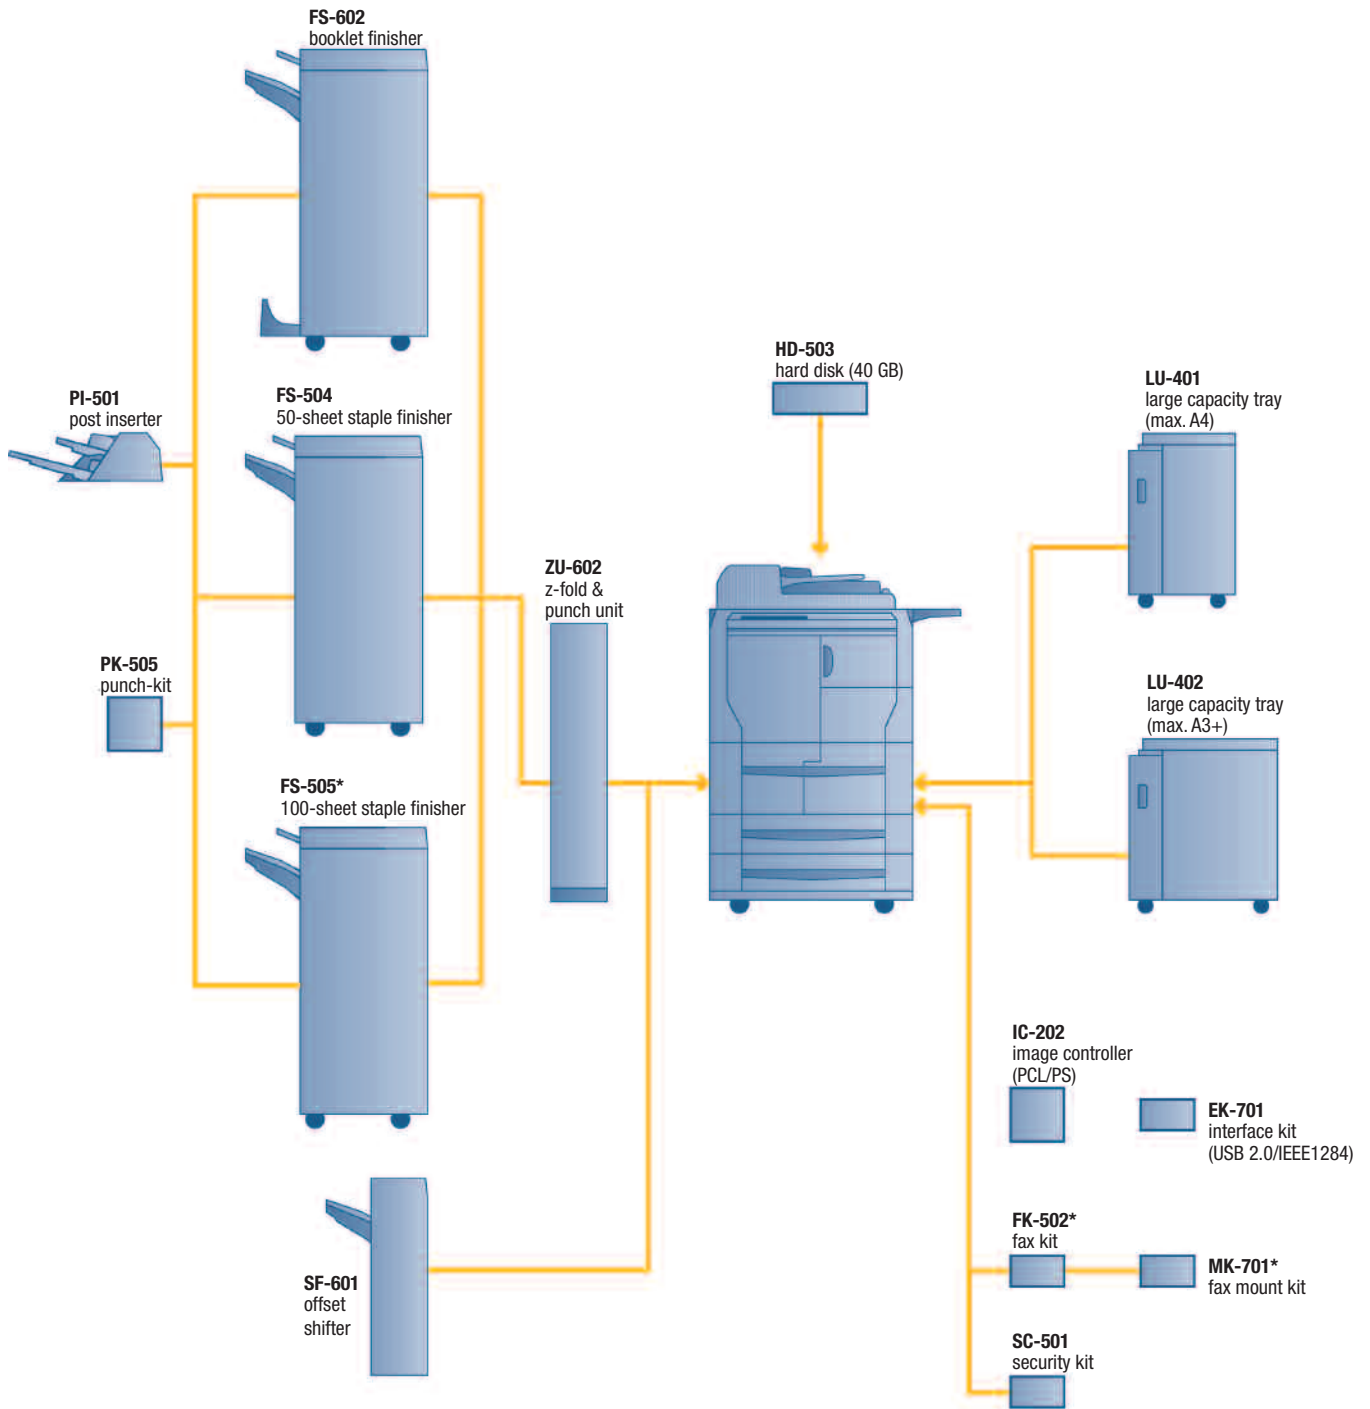 FS-602
booklet finisher
HD-503
hard disk (40 GB)
LU-401
large capacity tray
(max. A4)
PI-501
post inserter
FS-504
50-sheet staple finisher
ZU-602
z-fold &
punch unit
PK-505
punch-kit
LU-402
large capacity tray
(max. A3+)
FS-505*
100-sheet staple finisher
IC-202
image controller
(PCL/PS)
EK-701
interface kit
(USB 2.0/IEEE1284)
FK-502*
fax kit
MK-701*
fax mount kit
SF-601
offset
shifter
SC-501
security kit